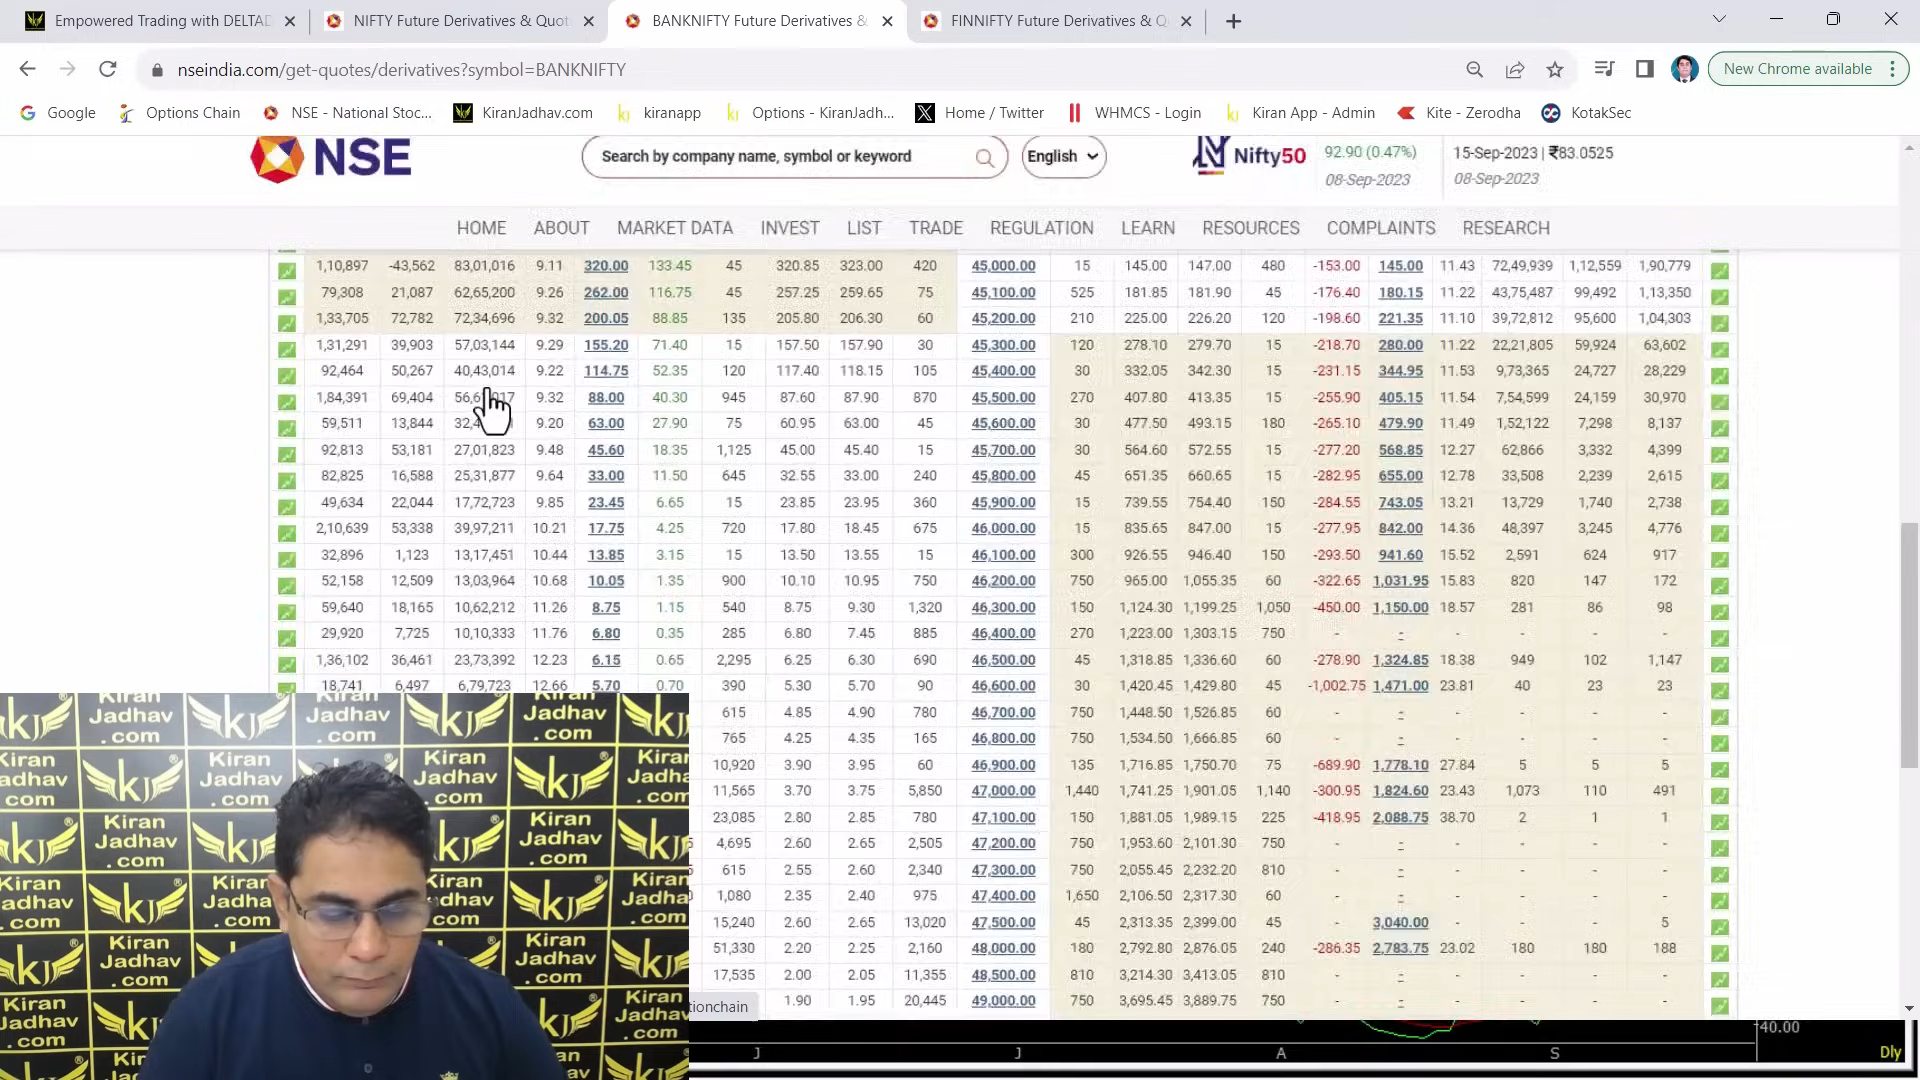 Empowered Trading with DELTAD
NIFTY Future Derivatives & Quot
BANKNIFTY Future Derivatives &
FINNIFTY Future Derivatives & Q
nseindia.com/get-quotes/derivatives?symbol=BANKNIFTY
New Chrome available
Google Options Chain NSE - National Stoc... KiranJadhav.com kiranapp Options - KiranJadh... Home / Twitter WHMCS - Login Kiran App - Admin Kite - Zerodha KotakSec
NSE Search by company name, symbol or keyword English Nifty50 92.90 (0.47%) 15-Sep-2023 | ₹83.0525
08-Sep-2023 08-Sep-2023
HOME ABOUT MARKET DATA INVEST LIST TRADE REGULATION LEARN RESOURCES COMPLAINTS RESEARCH
1,10,897 -43,562 83,01,016 9.11 320.00 133.45 45 320.85 323.00 420 45,000.00 15 145.00 147.00 480 -153.00 145.00 11.43 72,49,939 1,12,559 1,90,779
79,308 21,087 62,65,200 9.26 262.00 116.75 45 257.25 259.65 75 45,100.00 525 181.85 181.90 45 -176.40 180.15 11.22 43,75,487 99,492 1,13,350
1,33,705 72,782 72,34,696 9.32 200.05 88.85 135 205.80 206.30 60 45,200.00 210 225.00 226.20 120 -198.60 221.35 11.10 39,72,812 95,600 1,04,303
1,31,291 39,903 57,03,144 9.29 155.20 71.40 15 157.50 157.90 30 45,300.00 120 278.10 279.70 15 -218.70 280.00 11.22 22,21,805 59,924 63,602
92,464 50,267 40,43,014 9.22 114.75 52.35 120 117.40 118.15 105 45,400.00 30 332.05 342.30 15 -231.15 344.95 11.53 9,73,365 24,727 28,229
1,84,391 69,404 9.32 88.00 40.30 945 87.60 87.90 870 45,500.00 270 407.80 413.35 15 -255.90 405.15 11.54 7,54,599 24,159 30,970
59,511 13,844 9.20 63.00 27.90 75 60.95 63.00 45 45,600.00 30 477.50 493.15 180 -265.10 479.90 11.49 1,52,122 7,298 8,137
92,813 53,181 27,01,823 9.48 45.60 18.35 1,125 45.00 45.40 15 45,700.00 30 564.60 572.55 15 -277.20 568.85 12.27 62,866 3,332 4,399
82,825 16,588 25,31,877 9.64 33.00 11.50 645 32.55 33.00 240 45,800.00 45 651.35 660.65 15 -282.95 655.00 12.78 33,508 2,239 2,615
49,634 22,044 17,72,723 9.85 23.45 6.65 15 23.85 23.95 360 45,900.00 15 739.55 754.40 150 -284.55 743.05 13.21 13,729 1,740 2,738
2,10,639 53,338 39,97,211 10.21 17.75 4.25 720 17.80 18.45 675 46,000.00 15 835.65 847.00 15 -277.95 842.00 14.36 48,397 3,245 4,776
32,896 1,123 13,17,451 10.44 13.85 3.15 15 13.50 13.55 15 46,100.00 300 926.55 946.40 150 -293.50 941.60 15.52 2,591 624 917
52,158 12,509 13,03,964 10.68 10.05 1.35 900 10.10 10.95 750 46,200.00 750 965.00 1,055.35 60 -322.65 1,031.95 15.83 820 147 172
59,640 18,165 10,62,212 11.26 8.75 1.15 540 8.75 9.30 1,320 46,300.00 150 1,124.30 1,199.25 1,050 -450.00 1,150.00 18.57 281 86 98
29,920 7,725 10,10,333 11.76 6.80 0.35 285 6.80 7.45 885 46,400.00 270 1,223.00 1,303.15 750 - - - - - -
1,36,102 36,461 23,73,392 12.23 6.15 0.65 2,295 6.25 6.30 690 46,500.00 45 1,318.85 1,336.60 60 -278.90 1,324.85 18.38 949 102 1,147
18,741 6,497 6,79,723 12.66 5.70 0.70 390 5.30 5.70 90 46,600.00 30 1,420.45 1,429.80 45 -1,002.75 1,471.00 23.81 40 23 23
615 4.85 4.90 780 46,700.00 750 1,448.50 1,526.85 60 - - - - - -
765 4.25 4.35 165 46,800.00 750 1,534.50 1,666.85 60 - - - - - -
10,920 3.90 3.95 60 46,900.00 135 1,716.85 1,750.70 75 -689.90 1,778.10 27.84 5 5 5
11,565 3.70 3.75 5,850 47,000.00 1,440 1,741.25 1,901.05 1,140 -300.95 1,824.60 23.43 1,073 110 491
23,085 2.80 2.85 780 47,100.00 150 1,881.05 1,989.15 225 -418.95 2,088.75 38.70 2 1 1
4,695 2.60 2.65 2,505 47,200.00 750 1,953.60 2,101.30 750 - - - - - -
615 2.55 2.60 2,340 47,300.00 750 2,055.45 2,232.20 810 - - - - - -
1,080 2.35 2.40 975 47,400.00 1,650 2,106.50 2,317.30 60 - - - - - -
15,240 2.60 2.65 13,020 47,500.00 45 2,313.35 2,399.00 45 - 3,040.00 - - - 5
51,330 2.20 2.25 2,160 48,000.00 180 2,792.80 2,876.05 240 -286.35 2,783.75 23.02 180 180 188
17,535 2.00 2.05 11,355 48,500.00 810 3,214.30 3,413.05 810 - - - - - -
1.90 1.95 20,445 49,000.00 750 3,695.45 3,889.75 750 - - - - - -
tionchain
40.00
J J A S Dly
Kiran Jadhav .com